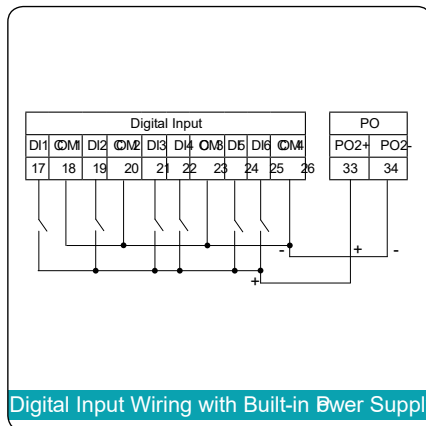 Digital Input PO
DI1 COM1 DI2 COM2 DI3 DI4 COM3 DI5 DI6 COM4 PO2+ PO2-
17 18 19 20 21 22 23 24 25 26 33 34
- + -
+
Digital Input Wiring with Built-in Power Suppl